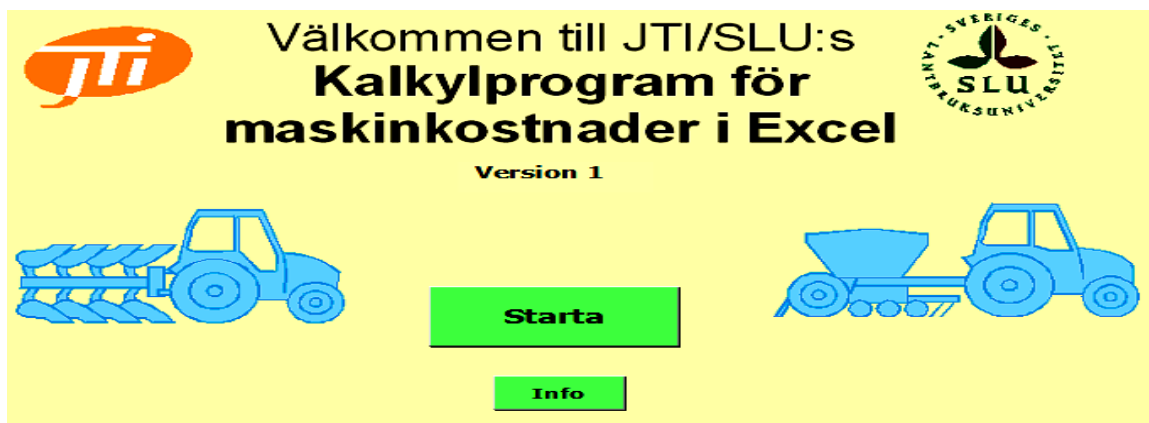 JTI
Välkommen till JTI/SLU:s
Kalkylprogram för
maskinkostnader i Excel
Version 1
SVERIGES LANTBRUKSUNIVERSITET
SLU
Starta
Info